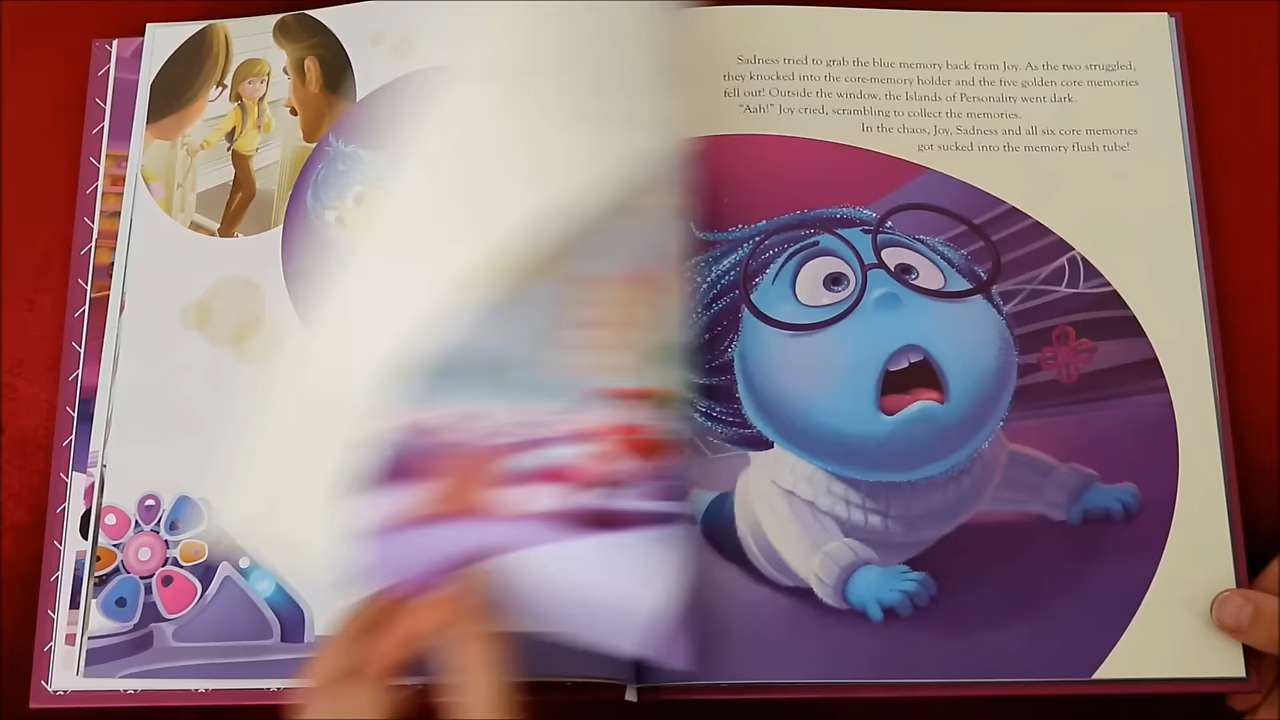 Sadness tried to grab the blue memory back from Joy. As the two struggled,
they knocked into the core-memory holder and the five golden core memories
fell out! Outside the window, the Islands of Personality went dark.
“Aah!” Joy cried, scrambling to collect the memories.
In the chaos, Joy, Sadness and all six core memories
got sucked into the memory flush tube!